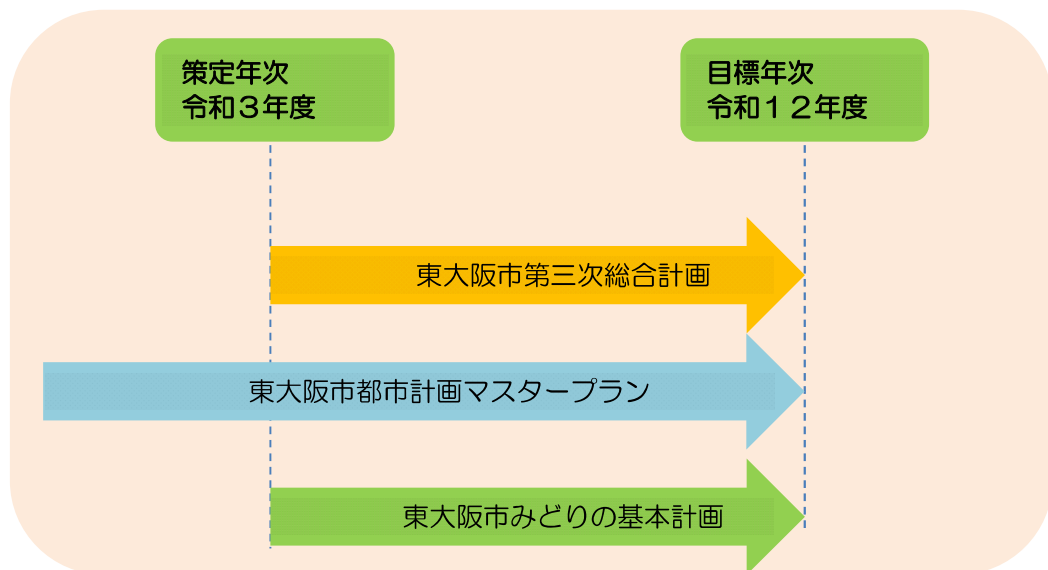 策定年次
令和３年度
目標年次
令和１２年度
東大阪市第三次総合計画
東大阪市都市計画マスタープラン
東大阪市みどりの基本計画